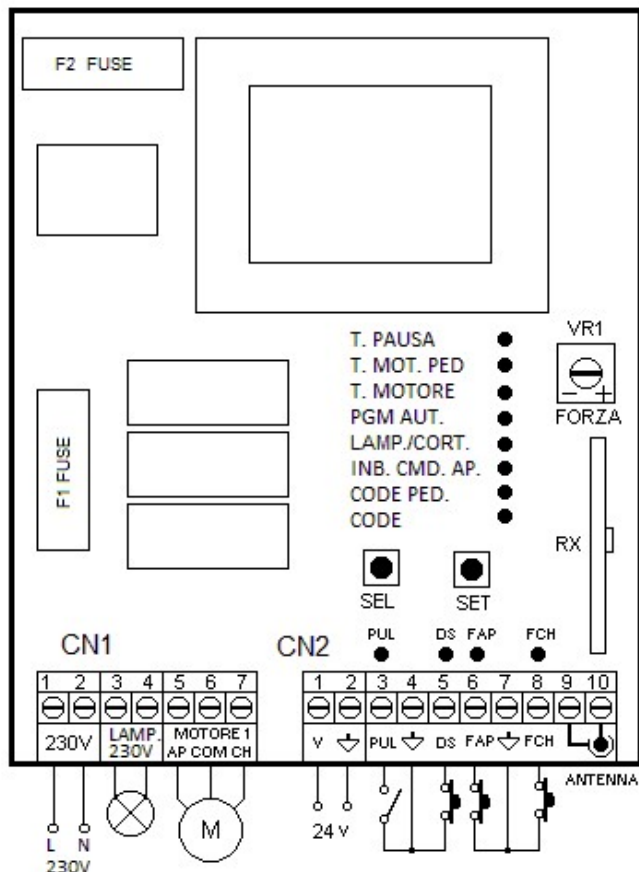 F2 FUSE
T. PAUSA
T. MOT. PED
T. MOTORE
PGM AUT.
LAMP./CORT.
INB. CMD. AP.
CODE PED.
CODE
VR1
- +
FORZA
F1 FUSE
RX
SEL
SET
PUL DS FAP FCH
CN1
CN2
1 2 3 4 5 6 7
1 2 3 4 5 6 7 8 9 10
230V
LAMP.
230V
MOTORE 1
AP COM CH
V PUL DS FAP FCH
ANTENNA
M
24 V
L N
230V